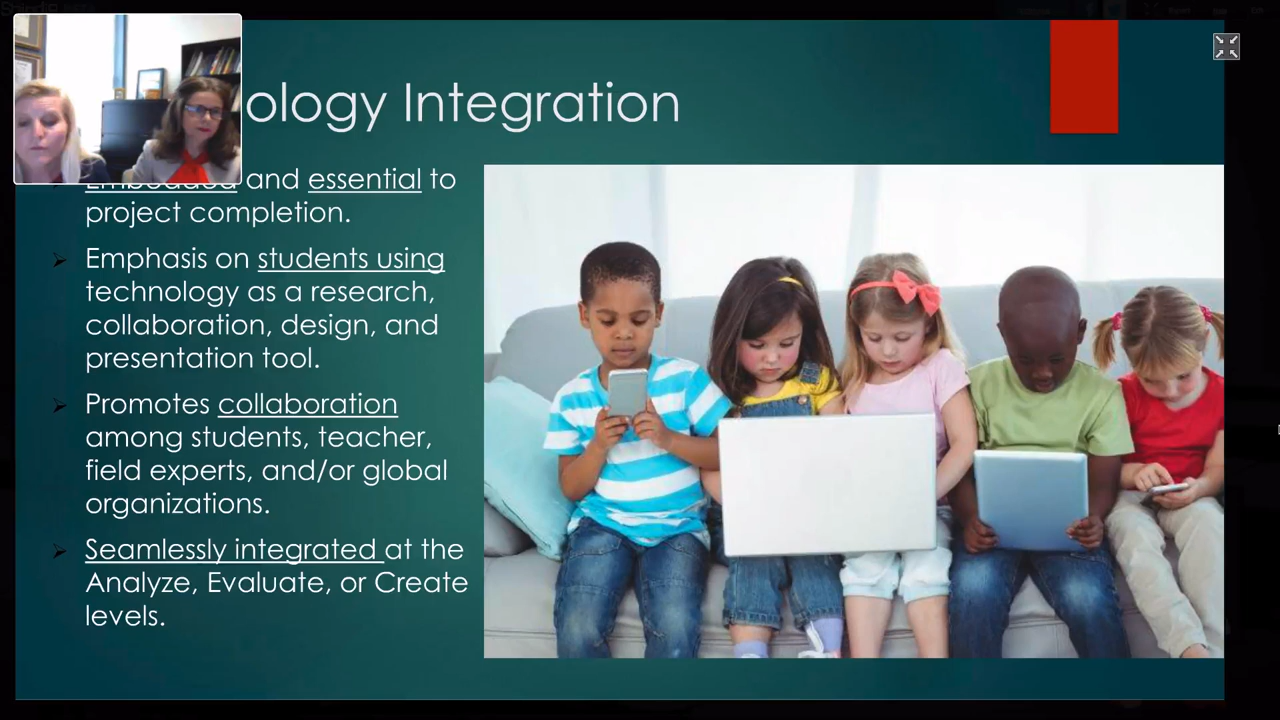 ology Integration
Embedded and essential to
project completion.
Emphasis on students using
technology as a research,
collaboration, design, and
presentation tool.
Promotes collaboration
among students, teacher,
field experts, and/or global
organizations.
Seamlessly integrated at the
Analyze, Evaluate, or Create
levels.